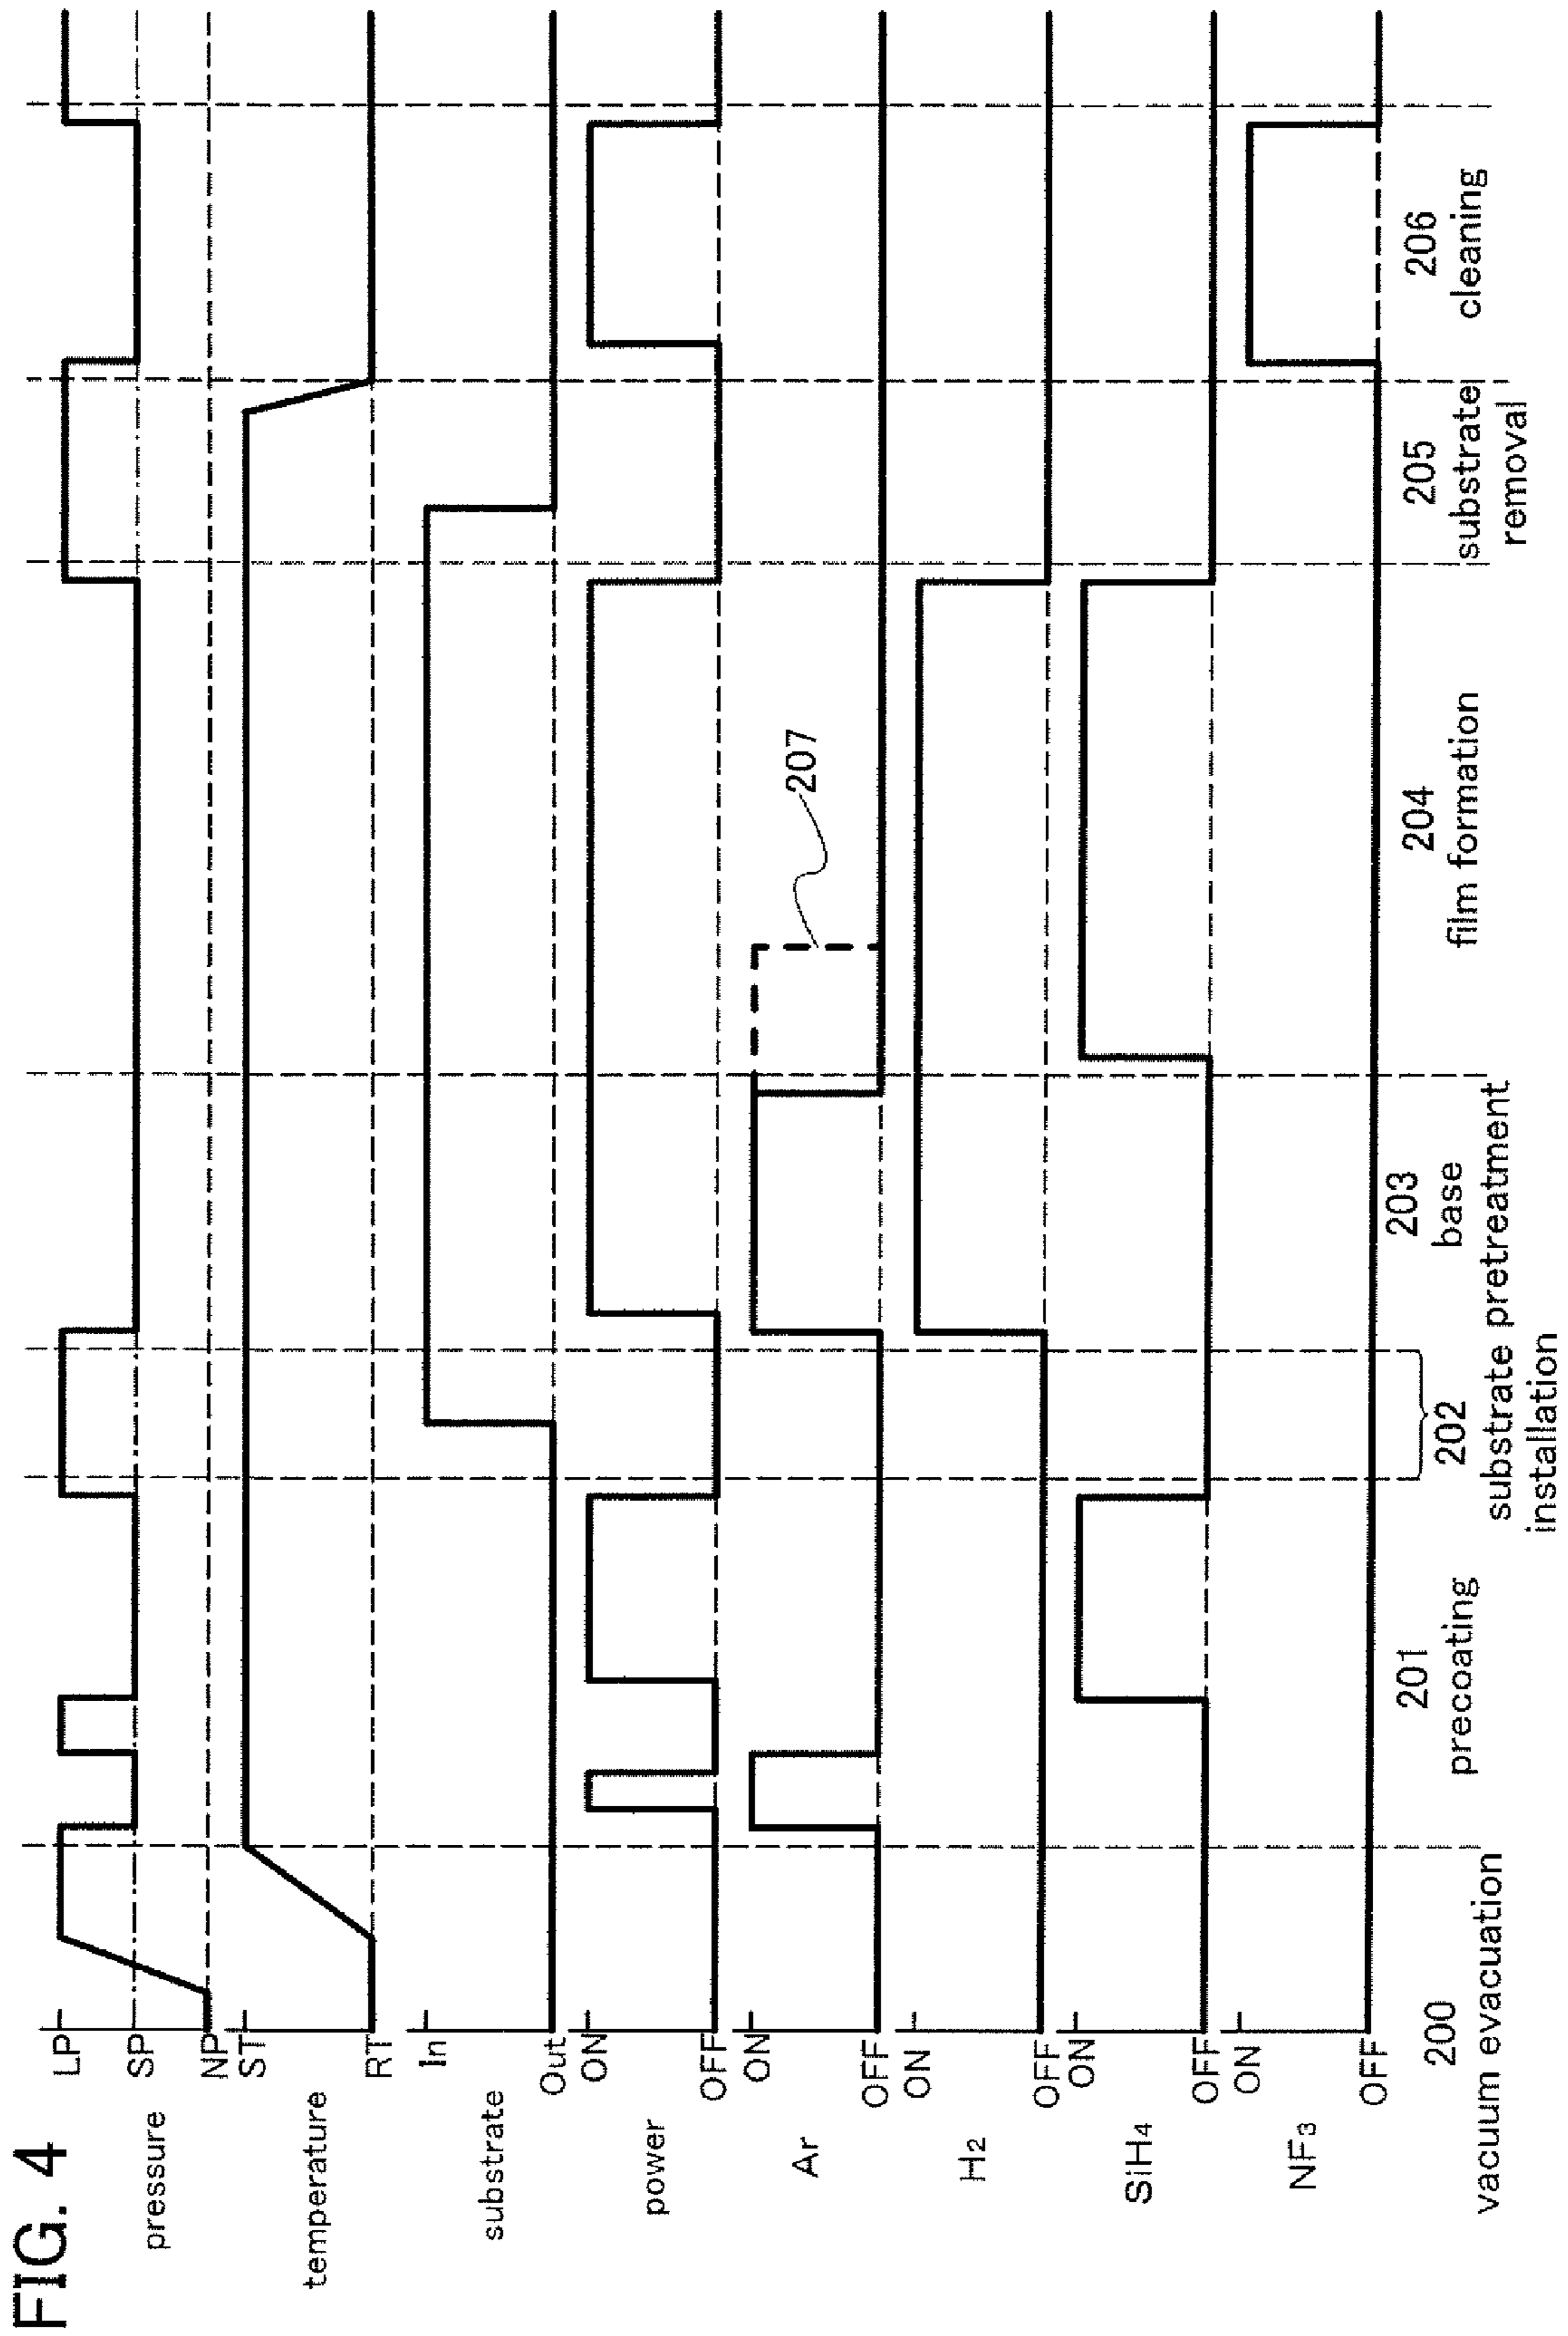 FIG. 4
pressure
LP
SP
NP
temperature
ST
RT
substrate
In
Out
power
ON
OFF
Ar
ON
OFF
H2
ON
OFF
SiH4
ON
OFF
NF3
ON
OFF
207
200
vacuum evacuation
201
precoating
202
substrate
installation
203
base
pretreatment
204
film formation
205
substrate
removal
206
cleaning